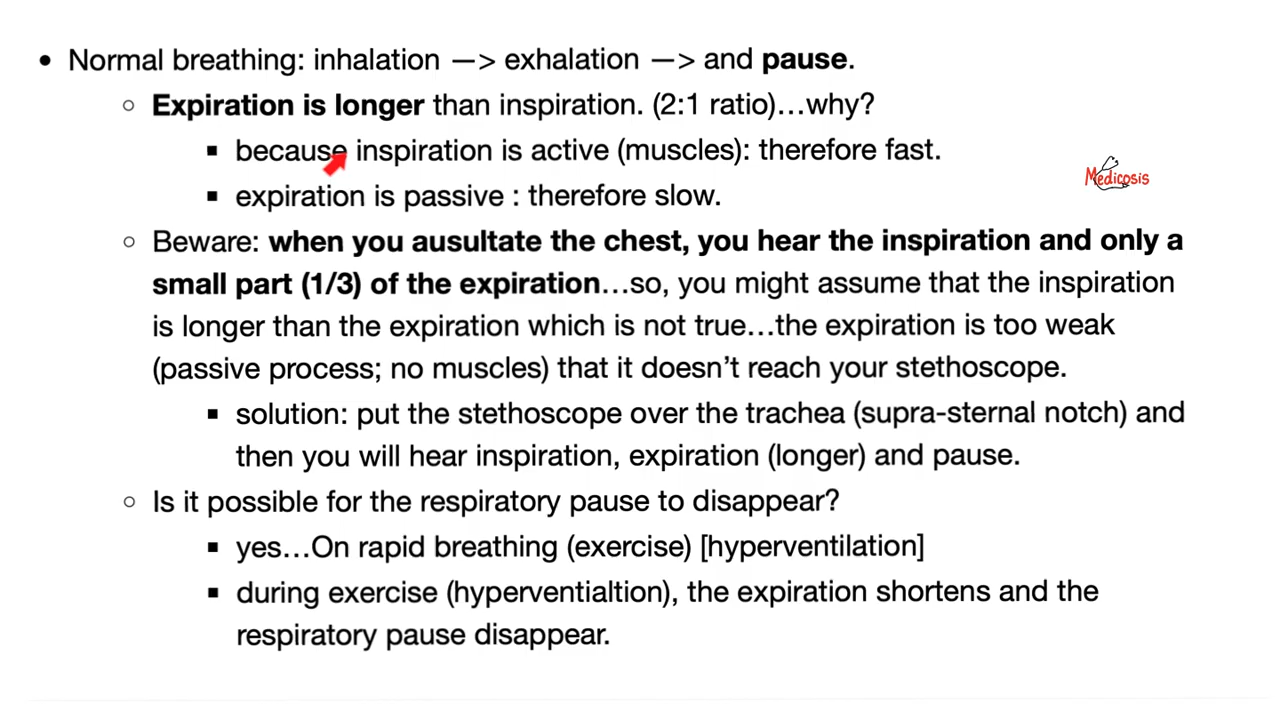 • Normal breathing: inhalation —> exhalation —> and pause.
○ Expiration is longer than inspiration. (2:1 ratio)…why?
▪ because inspiration is active (muscles): therefore fast.
Medicosis
▪ expiration is passive : therefore slow.
○ Beware: when you ausultate the chest, you hear the inspiration and only a
small part (1/3) of the expiration…so, you might assume that the inspiration
is longer than the expiration which is not true…the expiration is too weak
(passive process; no muscles) that it doesn’t reach your stethoscope.
▪ solution: put the stethoscope over the trachea (supra-sternal notch) and
then you will hear inspiration, expiration (longer) and pause.
○ Is it possible for the respiratory pause to disappear?
▪ yes…On rapid breathing (exercise) [hyperventilation]
▪ during exercise (hyperventialtion), the expiration shortens and the
respiratory pause disappear.